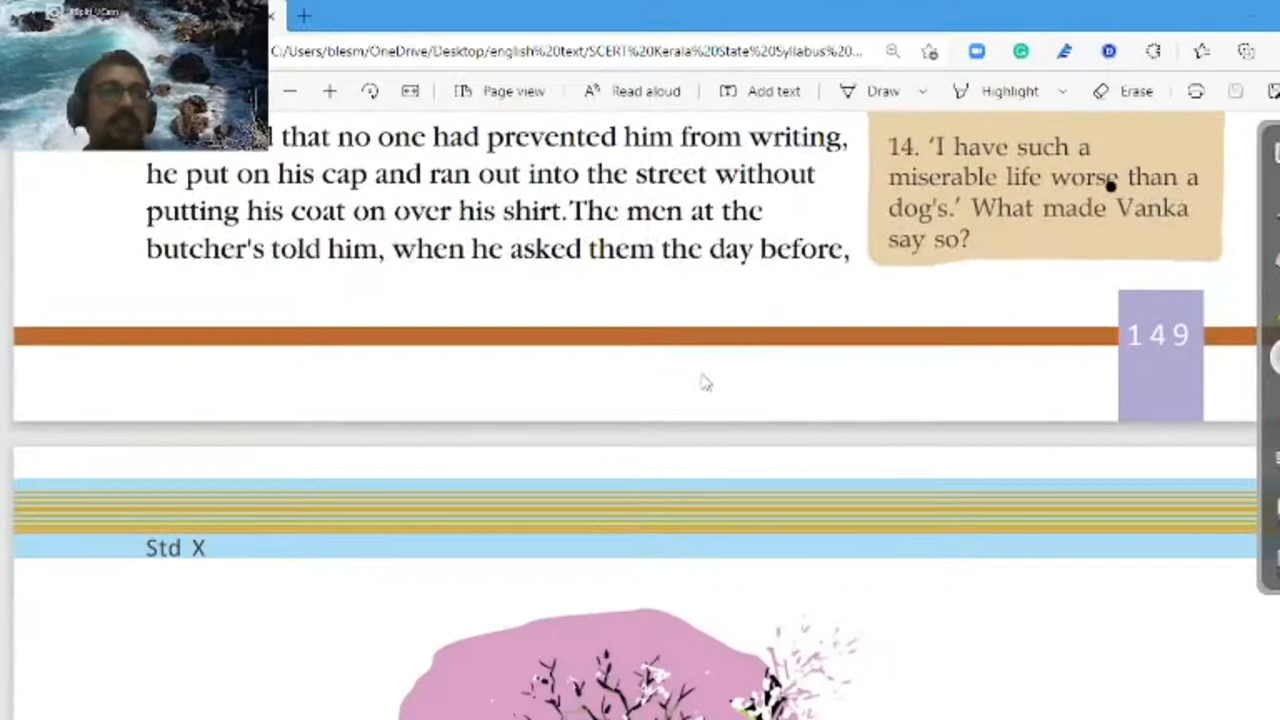 C:/Users/blesm/OneDrive/Desktop/english%20text/SCERT%20Kerala%20State%20Syllabus%20...
Page view
Read aloud
Add text
Draw
Highlight
Erase
that no one had prevented him from writing,
he put on his cap and ran out into the street without
putting his coat on over his shirt. The men at the
butcher's told him, when he asked them the day before,
14. 'I have such a
miserable life worse than a
dog's.' What made Vanka
say so?
149
Std X